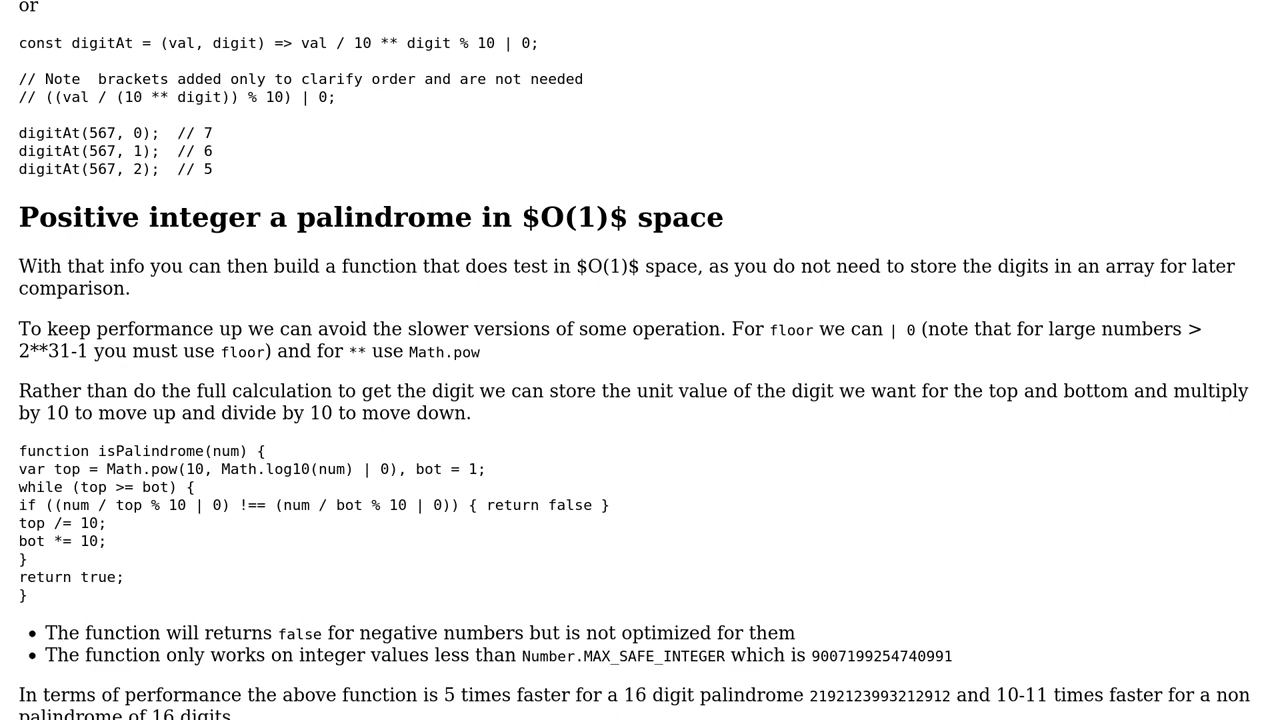 or
const digitAt = (val, digit) => val / 10 ** digit % 10 | 0;
// Note  brackets added only to clarify order and are not needed
// ((val / (10 ** digit)) % 10) | 0;
digitAt(567, 0);  // 7
digitAt(567, 1);  // 6
digitAt(567, 2);  // 5
Positive integer a palindrome in $O(1)$ space
With that info you can then build a function that does test in $O(1)$ space, as you do not need to store the digits in an array for later
comparison.
To keep performance up we can avoid the slower versions of some operation. For floor we can | 0 (note that for large numbers >
2**31-1 you must use floor) and for ** use Math.pow
Rather than do the full calculation to get the digit we can store the unit value of the digit we want for the top and bottom and multiply
by 10 to move up and divide by 10 to move down.
function isPalindrome(num) {
var top = Math.pow(10, Math.log10(num) | 0), bot = 1;
while (top >= bot) {
if ((num / top % 10 | 0) !== (num / bot % 10 | 0)) { return false }
top /= 10;
bot *= 10;
}
return true;
}
• The function will returns false for negative numbers but is not optimized for them
• The function only works on integer values less than Number.MAX_SAFE_INTEGER which is 9007199254740991
In terms of performance the above function is 5 times faster for a 16 digit palindrome 2192123993212912 and 10-11 times faster for a non
palindrome of 16 digits.